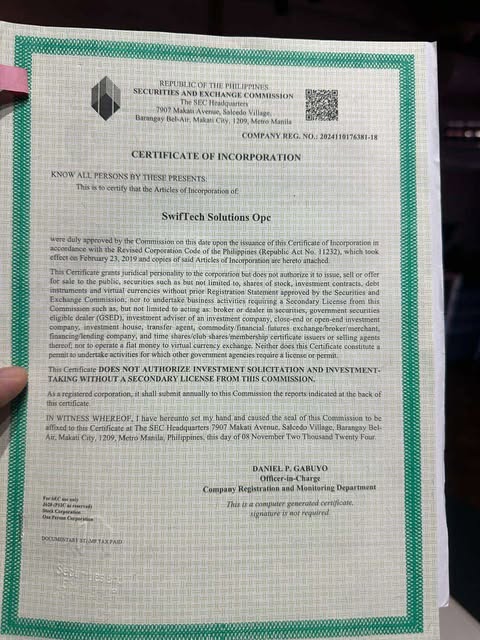 REPUBLIC OF THE PHILIPPINES
SECURITIES AND EXCHANGE COMMISSION
The SEC Headquarters
7907 Makati Avenue, Salcedo Village,
Barangay Bel-Air, Makati City, 1209, Metro Manila
COMPANY REG. NO.: 2024110176381-18
CERTIFICATE OF INCORPORATION
KNOW ALL PERSONS BY THESE PRESENTS:
This is to certify that the Articles of Incorporation of:
SwifTech Solutions Opc
were duly approved by the Commission on this date upon the issuance of this Certificate of Incorporation in
accordance with the Revised Corporation Code of the Philippines (Republic Act No. 11232), which took
effect on February 23, 2019 and copies of said Articles of Incorporation are hereto attached.
This Certificate grants juridical personality to the corporation but does not authorize it to issue, sell or offer
for sale to the public, securities such as but not limited to, shares of stock, investment contracts, debt
instruments and virtual currencies without prior Registration Statement approved by the Securities and
Exchange Commission; nor to undertake business activities requiring a Secondary License from this
Commission such as, but not limited to acting as: broker or dealer in securities, government securities
eligible dealer (GSED), investment adviser of an investment company, close-end or open-end investment
company, investment house, transfer agent, commodity/financial futures exchange/broker/merchant,
financing/lending company, and time shares/club shares/membership certificate issuers or selling agents
thereof; nor to operate a fiat money to virtual currency exchange. Neither does this Certificate constitute a
permit to undertake activities for which other government agencies require a license or permit.
This Certificate DOES NOT AUTHORIZE INVESTMENT SOLICITATION AND INVESTMENT-
TAKING WITHOUT A SECONDARY LICENSE FROM THIS COMMISSION.
As a registered corporation, it shall submit annually to this Commission the reports indicated at the back of
this certificate.
IN WITNESS WHEREOF, I have hereunto set my hand and caused the seal of this Commission to be
affixed to this Certificate at The SEC Headquarters 7907 Makati Avenue, Salcedo Village, Barangay Bel-
Air, Makati City, 1209, Metro Manila, Philippines, this day of 08 November Two Thousand Twenty Four.
DANIEL P. GABUYO
Officer-in-Charge
Company Registration and Monitoring Department
This is a computer generated certificate,
signature is not required.
For SEC use only
2620 (PSIC as reserved)
Stock Corporation
One Person Corporation
DOCUMENTARY STAMP TAX PAID